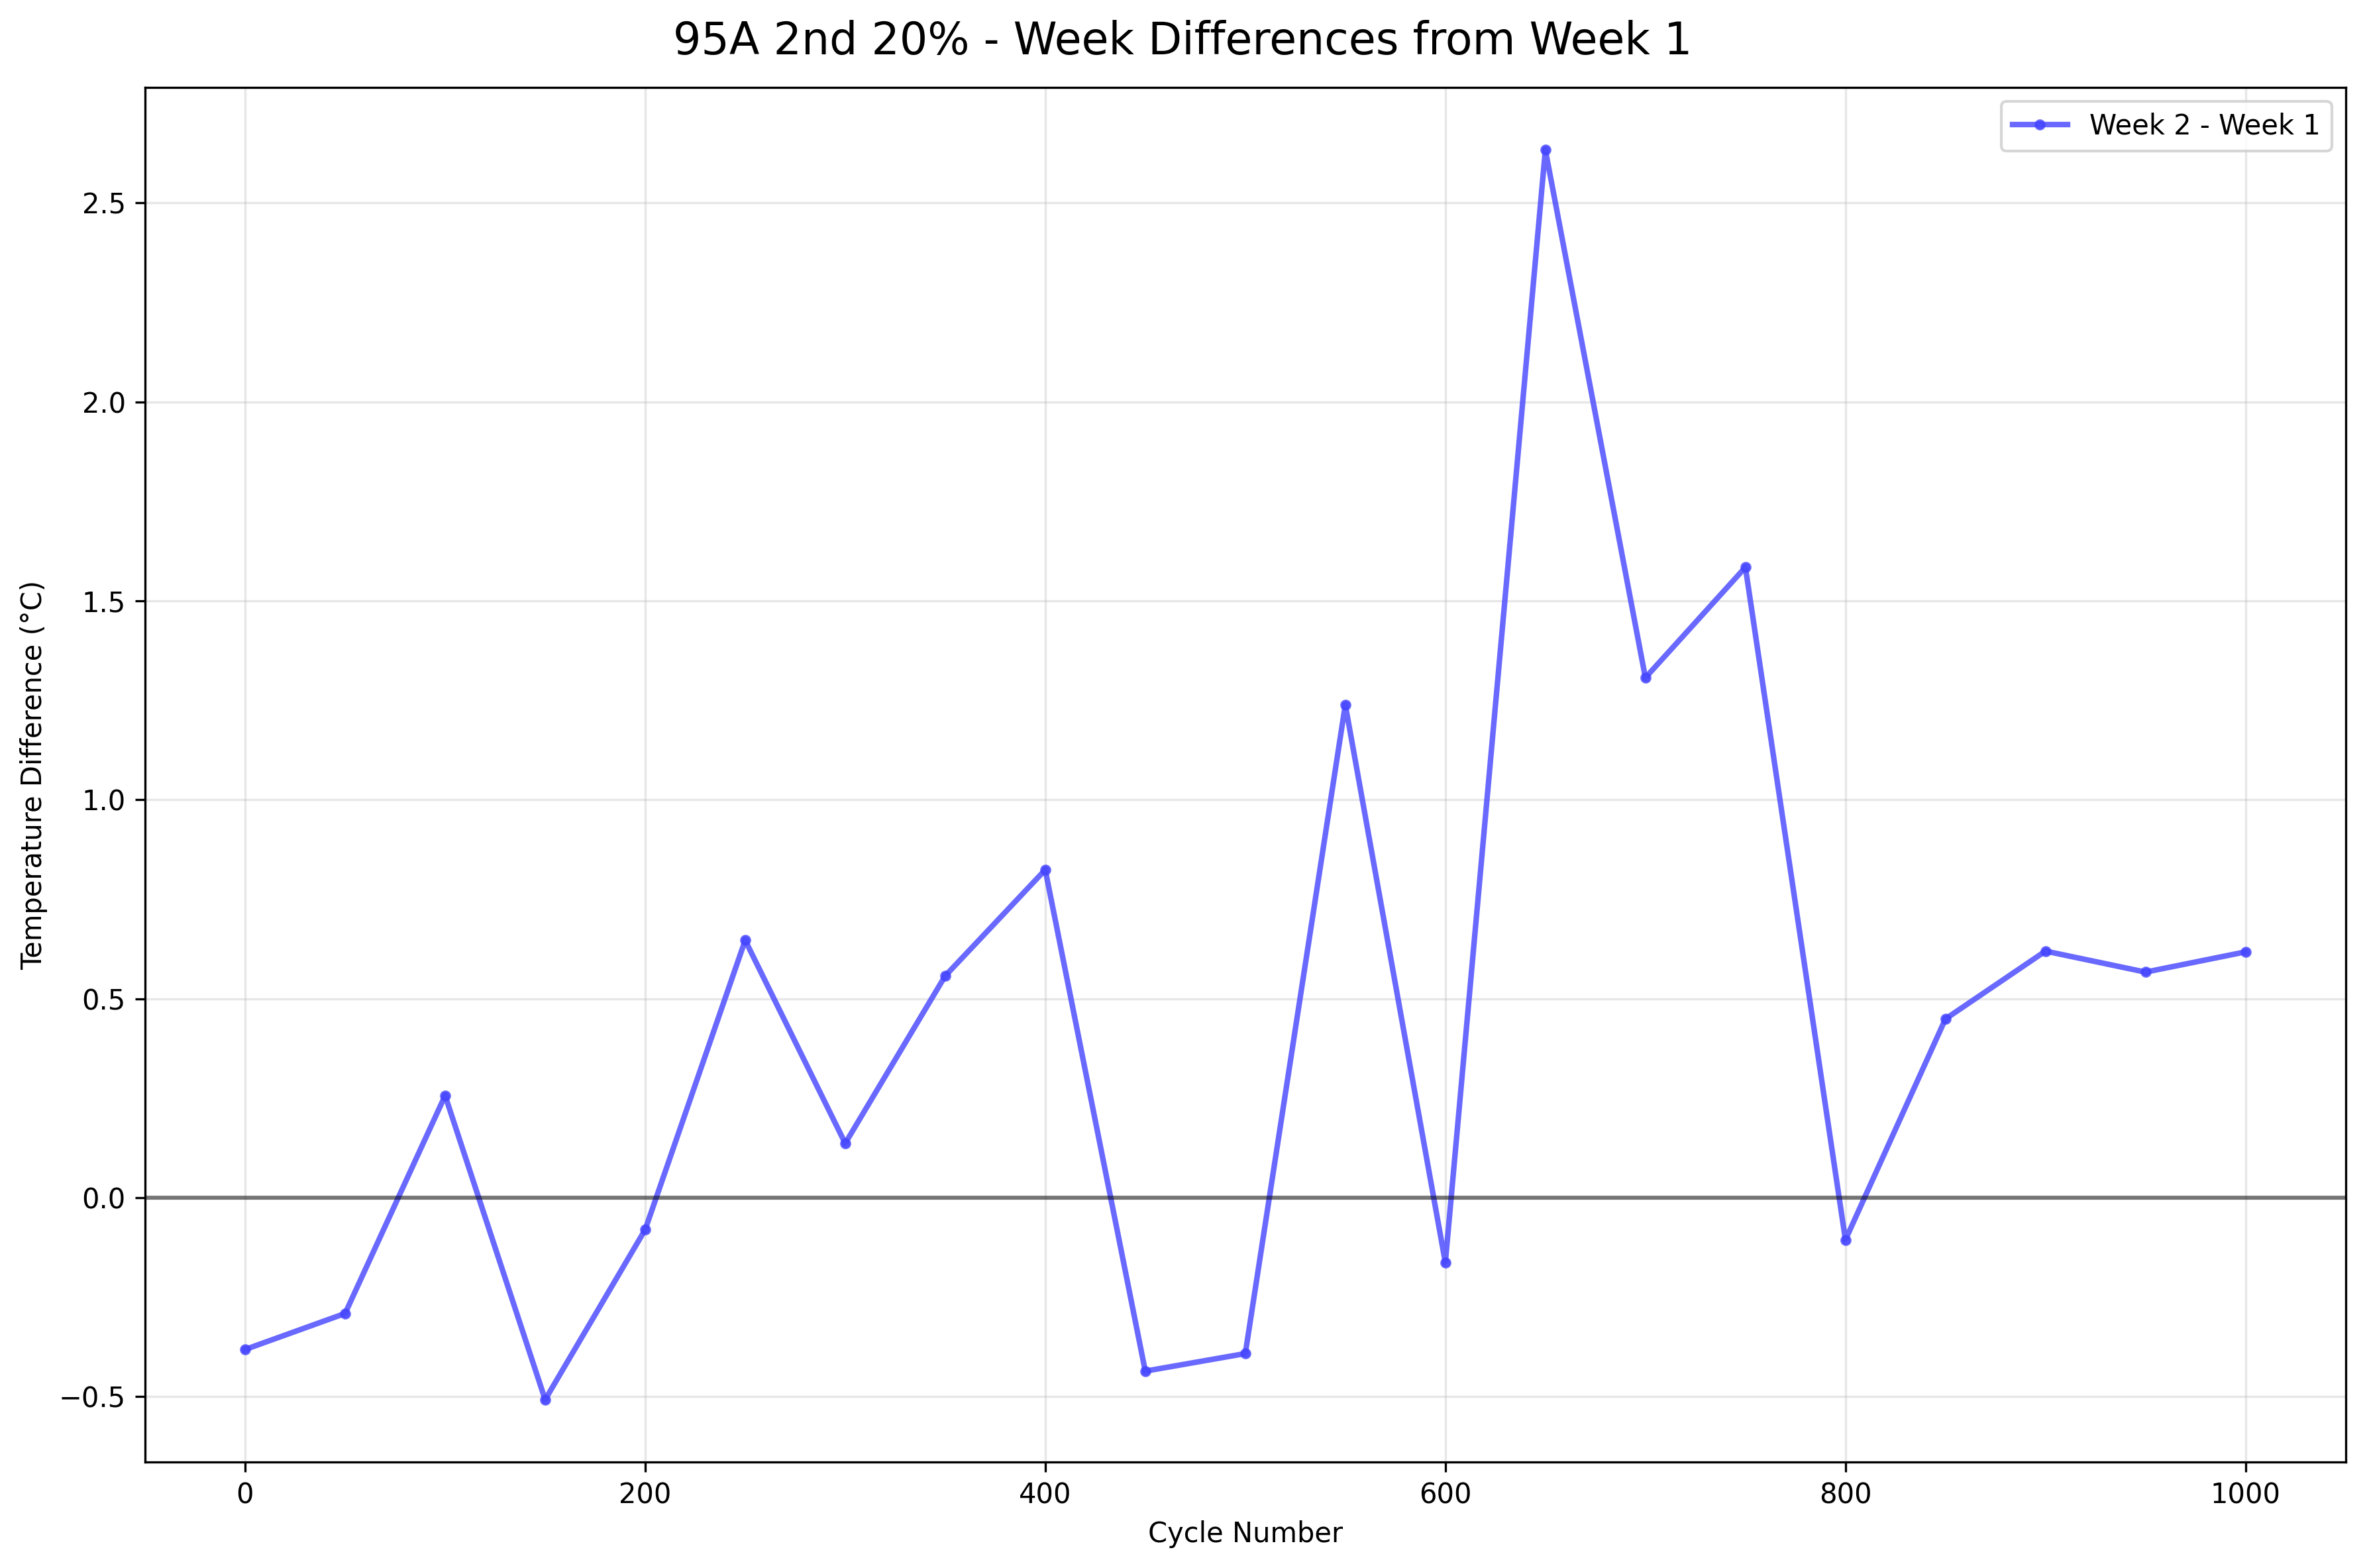 95A 2nd 20% - Week Differences from Week 1
Week 2 - Week 1
2.5
2.0
1.5
1.0
0.5
0.0
−0.5
Temperature Difference (°C)
0 200 400 600 800 1000
Cycle Number